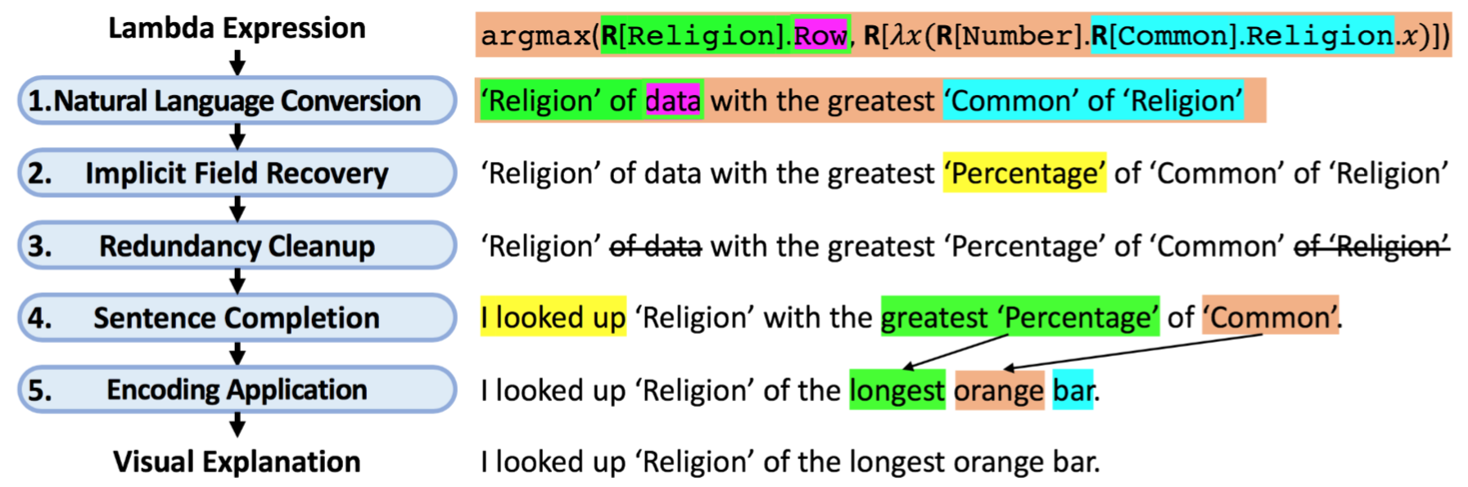 Lambda Expression
argmax(R[Religion].Row, R[λx(R[Number].R[Common].Religion.x)])
1.Natural Language Conversion
‘Religion’ of data with the greatest ‘Common’ of ‘Religion’
2. Implicit Field Recovery
‘Religion’ of data with the greatest ‘Percentage’ of ‘Common’ of ‘Religion’
3. Redundancy Cleanup
‘Religion’ of data with the greatest ‘Percentage’ of ‘Common’ of ‘Religion’
4. Sentence Completion
I looked up ‘Religion’ with the greatest ‘Percentage’ of ‘Common’.
5. Encoding Application
I looked up ‘Religion’ of the longest orange bar.
Visual Explanation
I looked up ‘Religion’ of the longest orange bar.